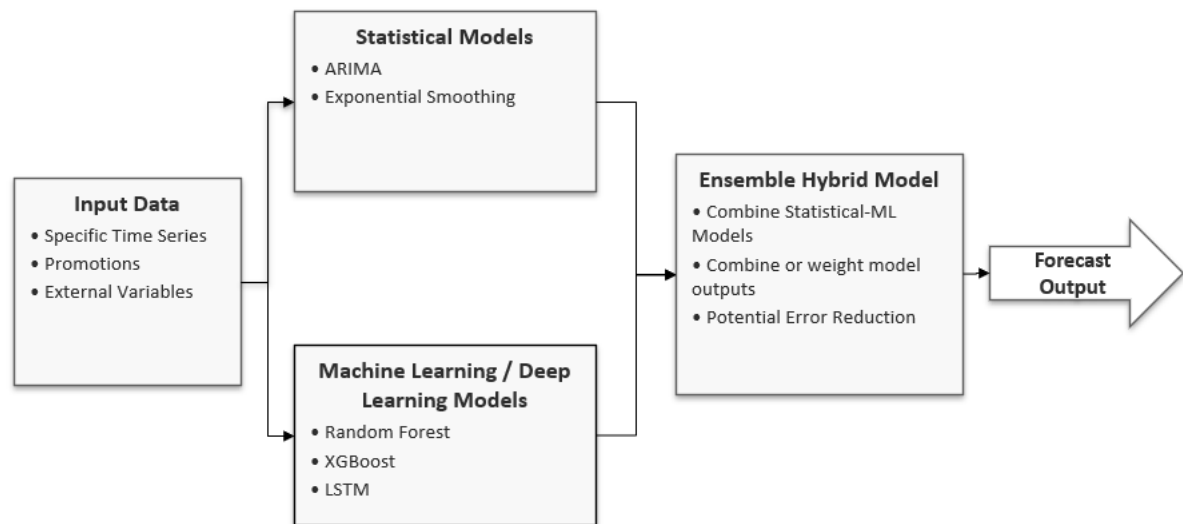 Statistical Models
• ARIMA
• Exponential Smoothing
Input Data
• Specific Time Series
• Promotions
• External Variables
Machine Learning / Deep
Learning Models
• Random Forest
• XGBoost
• LSTM
Ensemble Hybrid Model
• Combine Statistical-ML
Models
• Combine or weight model
outputs
• Potential Error Reduction
Forecast
Output